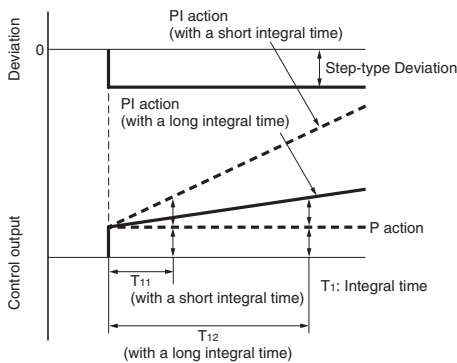 PI action
(with a short integral time)
0
Deviation
Step-type Deviation
PI action
(with a long integral time)
P action
Control output
T11
(with a short integral time)
T1: Integral time
T12
(with a long integral time)